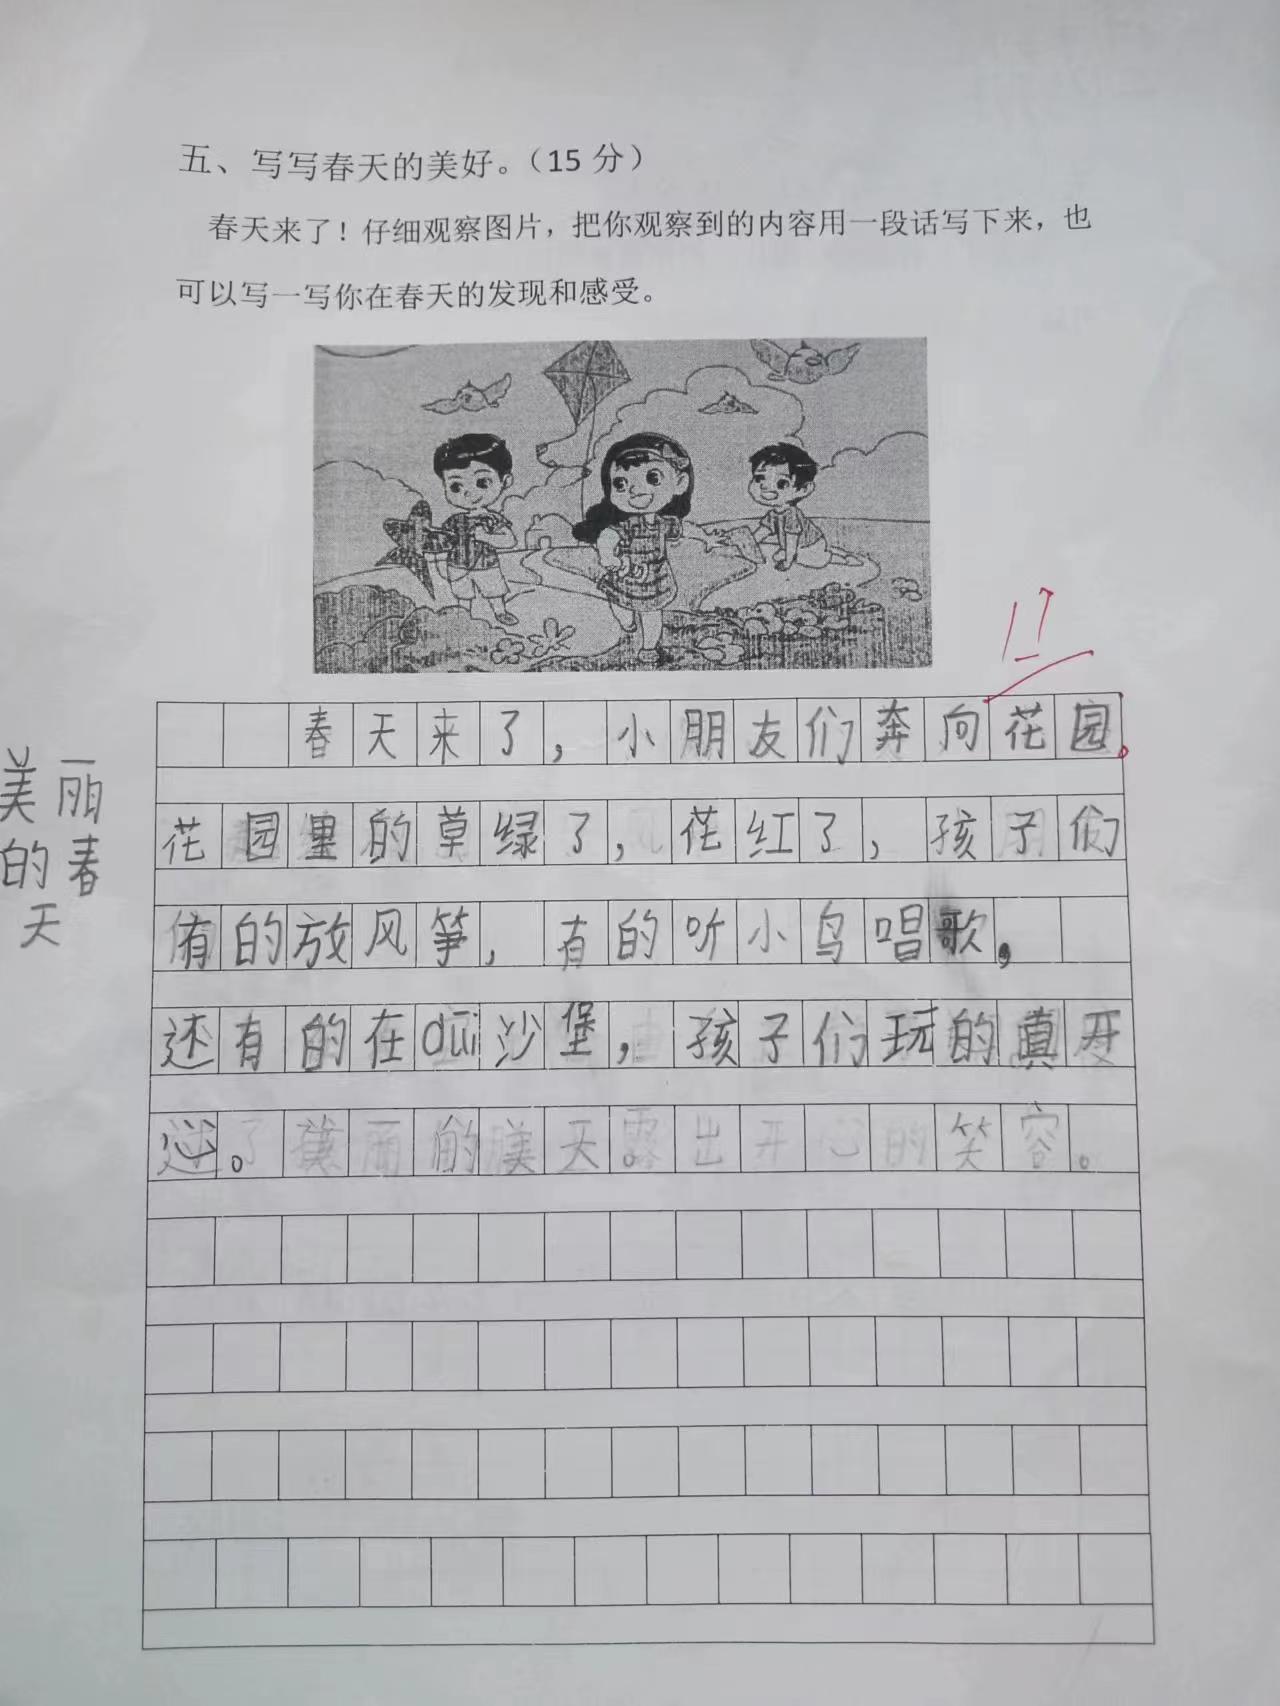 五、写写春天的美好。（15 分）
春天来了！仔细观察图片，把你观察到的内容用一段话写下来，也
可以写一写你在春天的发现和感受。
11
美丽
的春
天
春天来了，小朋友们奔向花园。
花园里的草绿了，花红了，孩子们
有的放风筝，有的听小鸟唱歌，
还有的在duī沙堡，孩子们玩的真开
心。 丽的 天 露出开心的笑容。